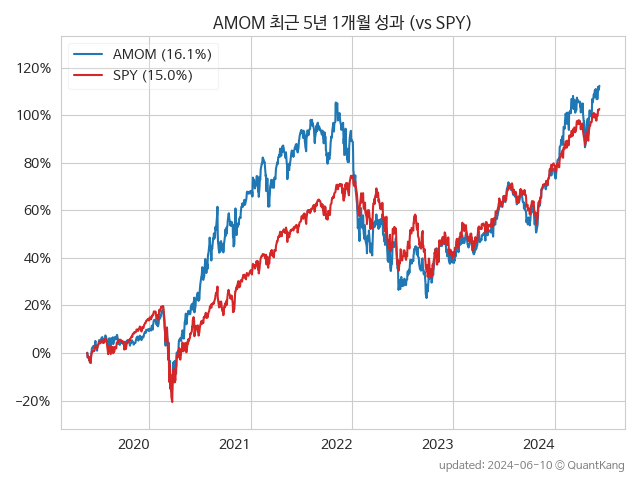 AMOM 최근 5년 1개월 성과 (vs SPY)
AMOM (16.1%)
SPY (15.0%)
120%
100%
80%
60%
40%
20%
0%
−20%
2020 2021 2022 2023 2024
updated: 2024-06-10 © QuantKang